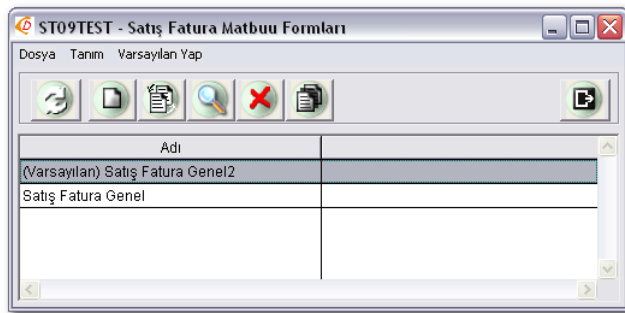 ST09TEST - Satış Fatura Matbuu Formları
Dosya Tanım Varsayılan Yap
Adı
(Varsayılan) Satış Fatura Genel2
Satış Fatura Genel